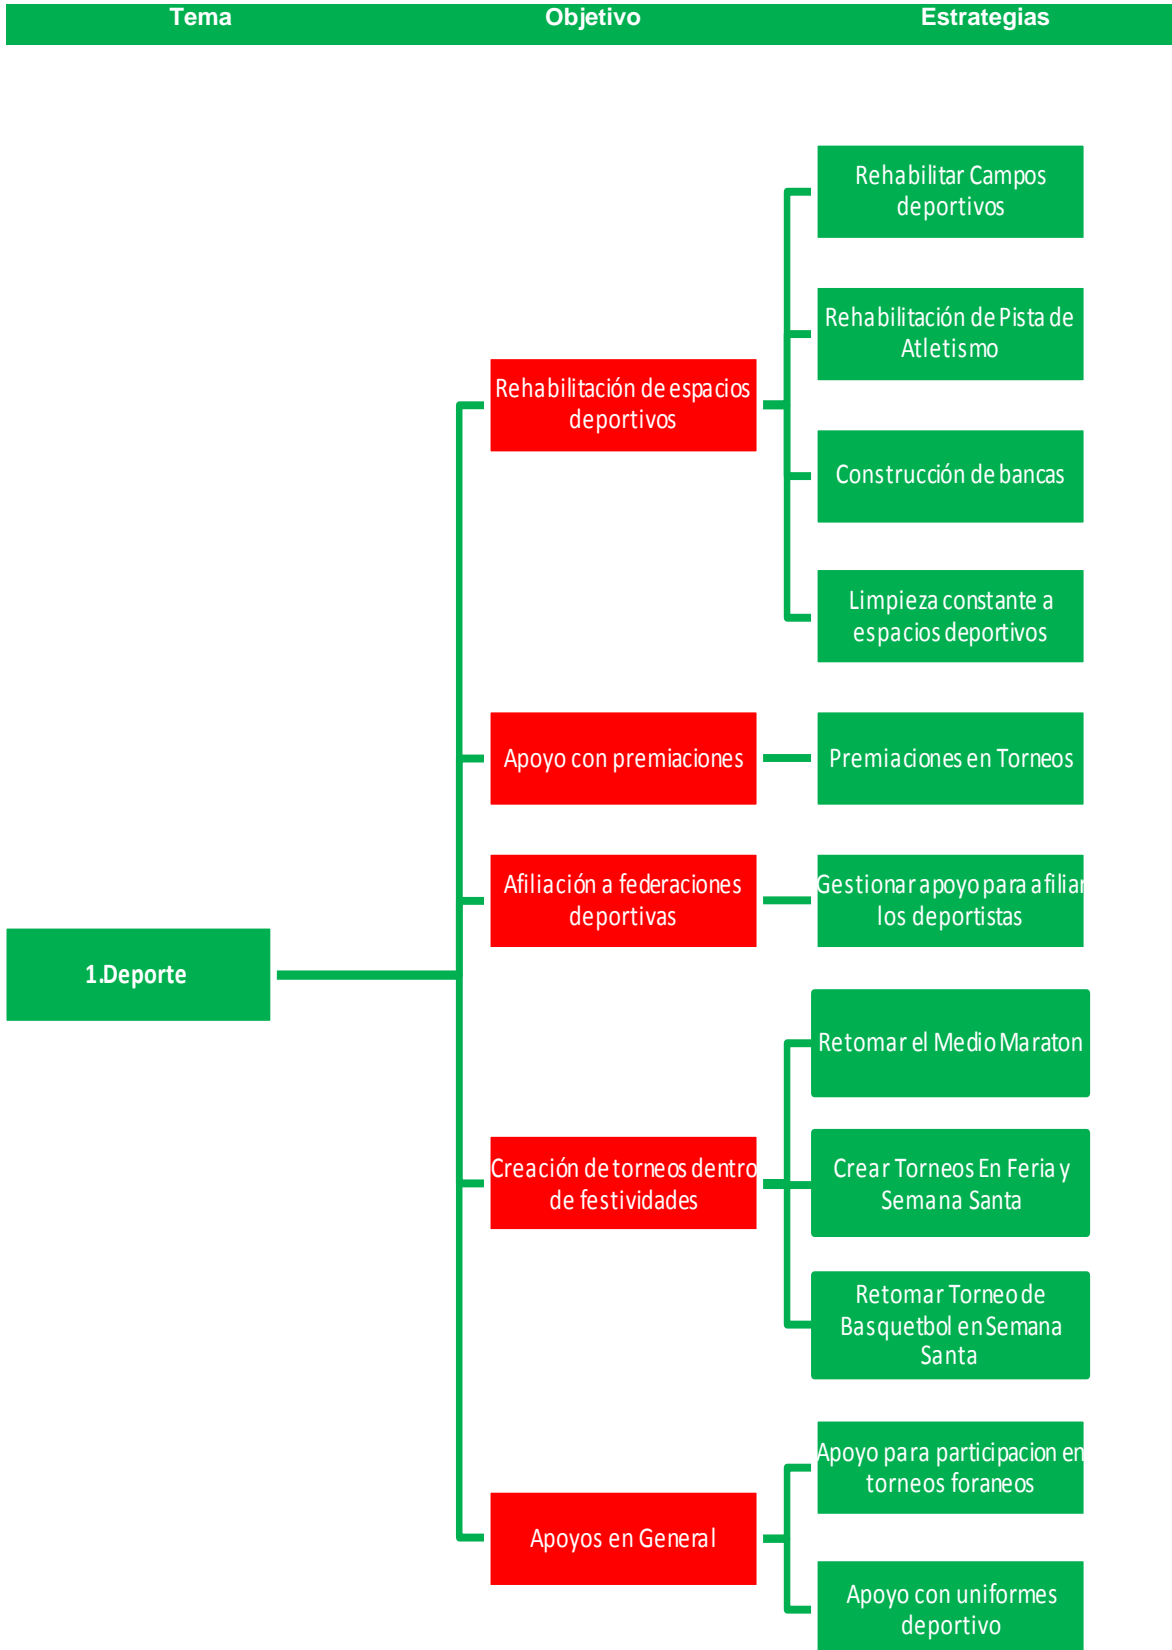 Tema Objetivo Estrategias
Rehabilitar Campos
deportivos
Rehabilitación de Pista de
Atletismo
Rehabilitación de espacios
deportivos
Construcción de bancas
Limpieza constante a
espacios deportivos
Apoyo con premiaciones
Premiaciones en Torneos
Afiliación a federaciones
deportivas
Gestionar apoyo para afiliar
los deportistas
1.Deporte
Retomar el Medio Maraton
Creación de torneos dentro
de festividades
Crear Torneos En Feria y
Semana Santa
Retomar Torneo de
Basquetbol en Semana
Santa
Apoyo para participacion en
torneos foraneos
Apoyos en General
Apoyo con uniformes
deportivo